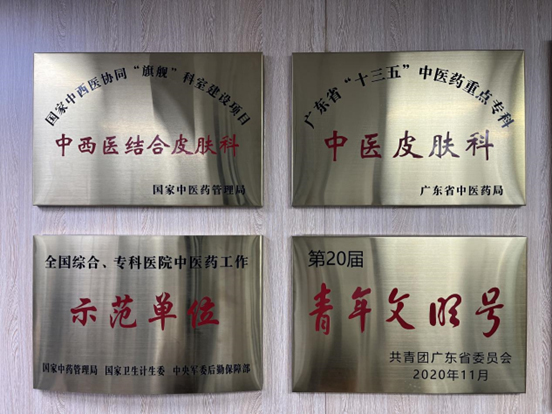 国家中西医协同“旗舰”科室建设项目
中西医结合皮肤科
国家中医药管理局
广东省“十三五”中医药重点专科
中医皮肤科
广东省中医药局
全国综合、专科医院中医药工作
示范单位
国家中药管理局 国家卫生计生委 中央军委后勤保障部
第20届
青年文明号
共青团广东省委员会
2020年11月